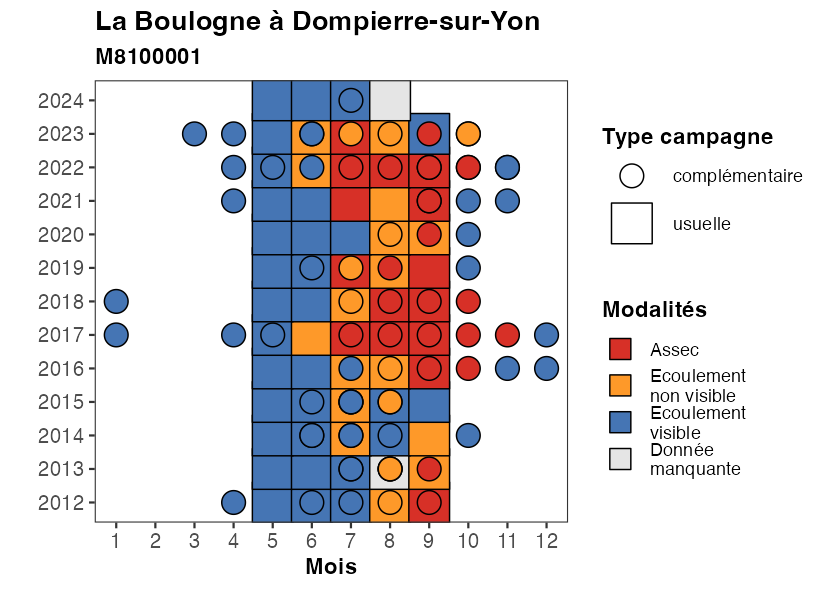 La Boulogne à Dompierre-sur-Yon
M8100001
2024
2023
2022
2021
2020
2019
2018
2017
2016
2015
2014
2013
2012
1 2 3 4 5 6 7 8 9 10 11 12
Mois
Type campagne
complémentaire
usuelle
Modalités
Assec
Ecoulement
non visible
Ecoulement
visible
Donnée
manquante